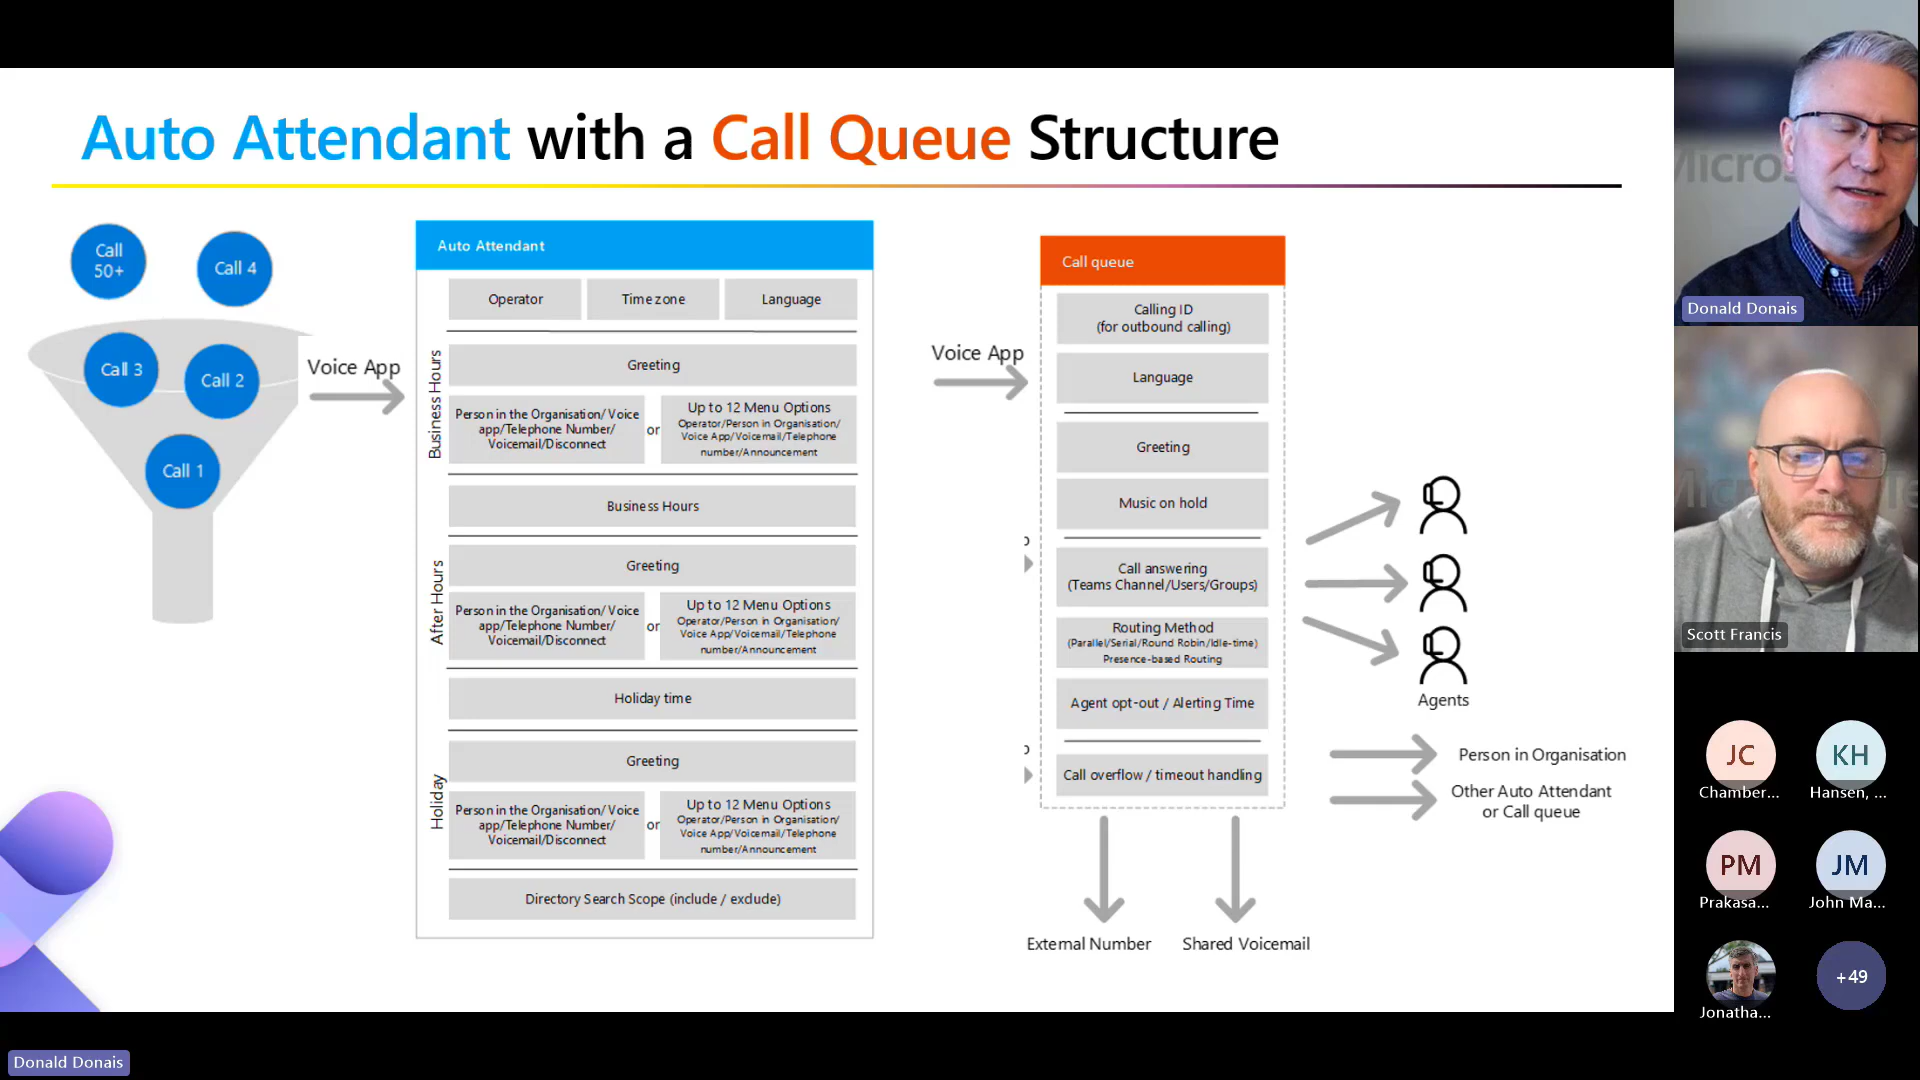 Auto Attendant with a Call Queue Structure
Call
50+
Call 4
Call 3
Call 2
Call 1
Voice App
Auto Attendant
Operator
Time zone
Language
Business Hours
Greeting
Person in the Organisation/ Voice
app/Telephone Number/
Voicemail/Disconnect
or
Up to 12 Menu Options
Operator/Person in Organisation/
Voice App/Voicemail/Telephone
number/Announcement
Business Hours
After Hours
Greeting
Person in the Organisation/ Voice
app/Telephone Number/
Voicemail/Disconnect
or
Up to 12 Menu Options
Operator/Person in Organisation/
Voice App/Voicemail/Telephone
number/Announcement
Holiday time
Holiday
Greeting
Person in the Organisation/ Voice
app/Telephone Number/
Voicemail/Disconnect
or
Up to 12 Menu Options
Operator/Person in Organisation/
Voice App/Voicemail/Telephone
number/Announcement
Directory Search Scope (include / exclude)
Voice App
Call queue
Calling ID
(for outbound calling)
Language
Greeting
Music on hold
Call answering
(Teams Channel/Users/Groups)
Routing Method
(Parallel/Serial/Round Robin/Idle-time)
Presence-based Routing
Agent opt-out / Alerting Time
Call overflow / timeout handling
Agents
Person in Organisation
Other Auto Attendant
or Call queue
External Number
Shared Voicemail
Donald Donais
Scott Francis
JC
Chamber...
KH
Hansen, ...
PM
Prakasa...
JM
John Ma...
Jonatha...
+49
Donald Donais